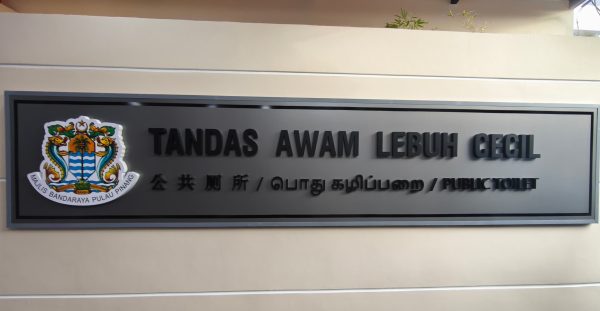 TANDAS AWAM LEBUH CECIL
公共厕所 / பொது கழிப்பறை / PUBLIC TOILET
MAJLIS BANDARAYA PULAU PINANG